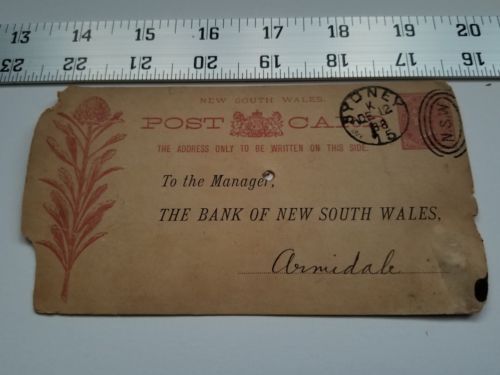 13 14 15 16 17 18 19 20
23 22 21 20 19 18 17 16 15
NEW SOUTH WALES.
POST CA
THE ADDRESS ONLY TO BE WRITTEN ON THIS SIDE.
SYDNEY
N.S.W
To the Manager,
THE BANK OF NEW SOUTH WALES,
Armidale